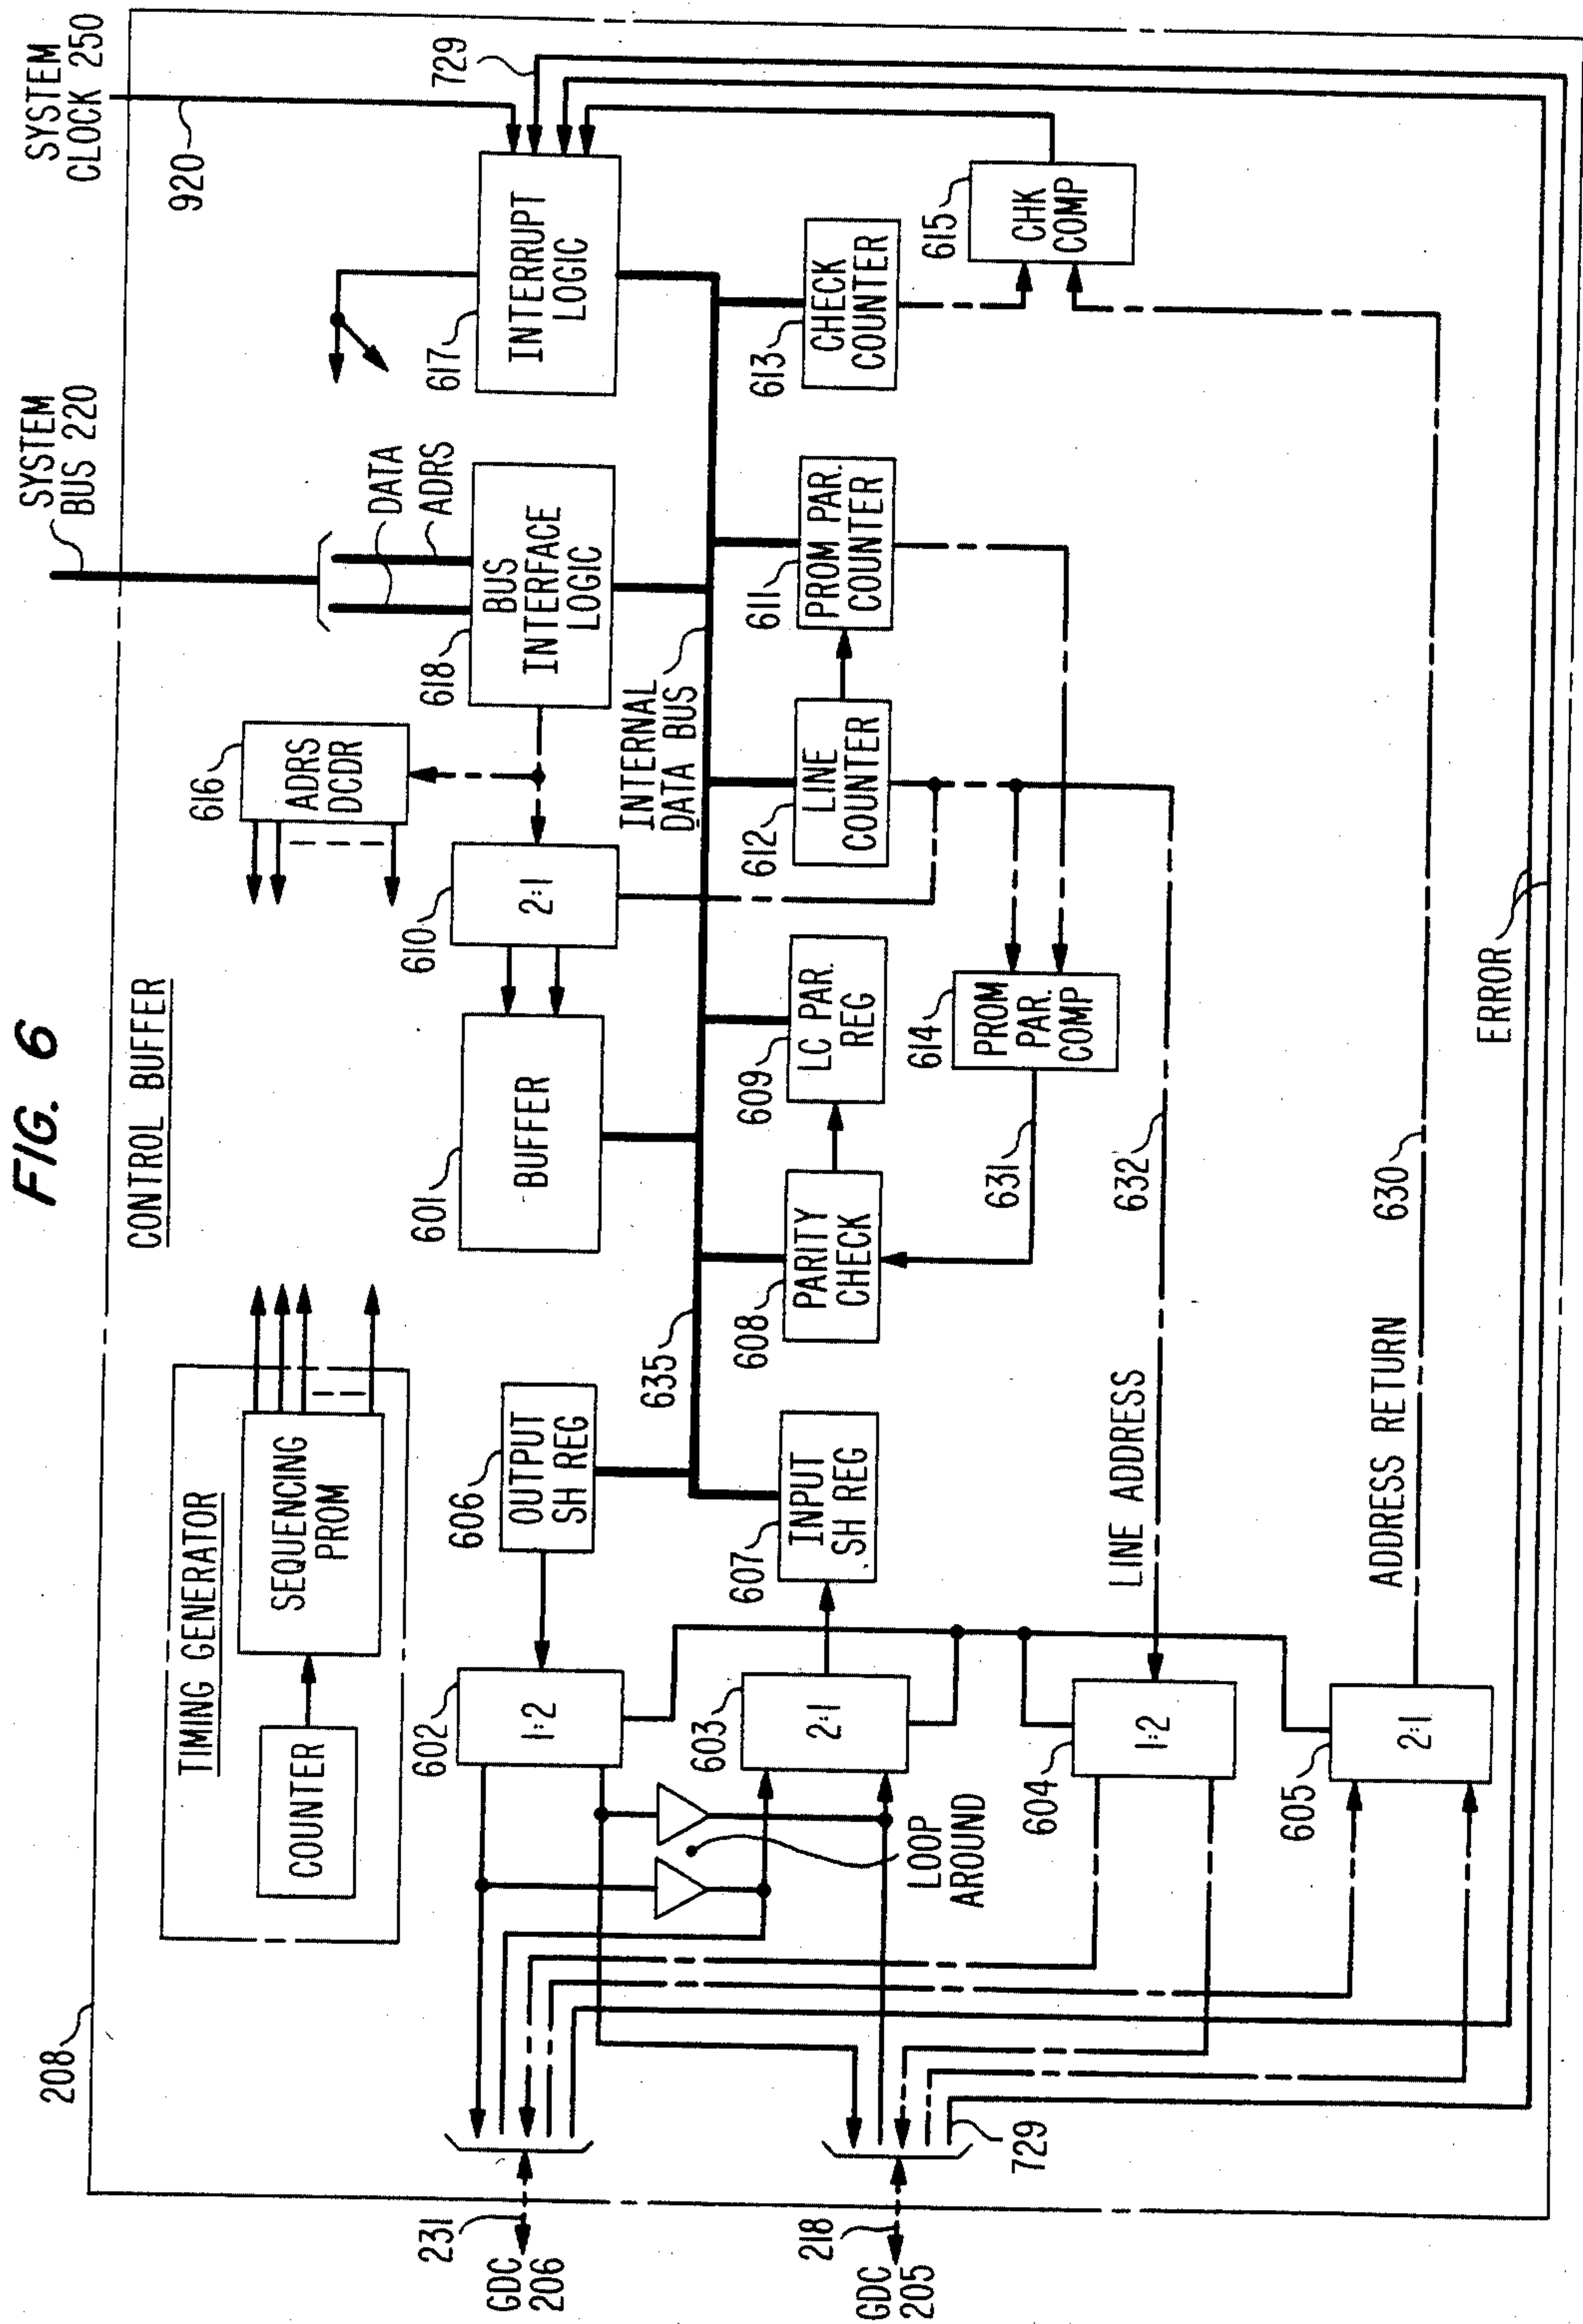 FIG. 6
CONTROL BUFFER
208
SYSTEM
BUS 220
SYSTEM
CLOCK 250
920
729
TIMING GENERATOR
COUNTER
SEQUENCING
PROM
616
ADRS
DCDR
DATA
ADRS
231
GDC
206
602
1:2
606
OUTPUT
SH REG
601
BUFFER
610
2:1
618
BUS
INTERFACE
LOGIC
617
INTERRUPT
LOGIC
635
INTERNAL
DATA BUS
603
2:1
607
INPUT
SH REG
608
PARITY
CHECK
609
LC PAR.
REG
612
LINE
COUNTER
611
PROM PAR.
COUNTER
613
CHECK
COUNTER
615
CHK
COMP
218
GDC
205
LOOP
AROUND
729
604
1:2
LINE ADDRESS
632
631
614
PROM
PAR.
COMP
605
2:1
ADDRESS RETURN
630
ERROR